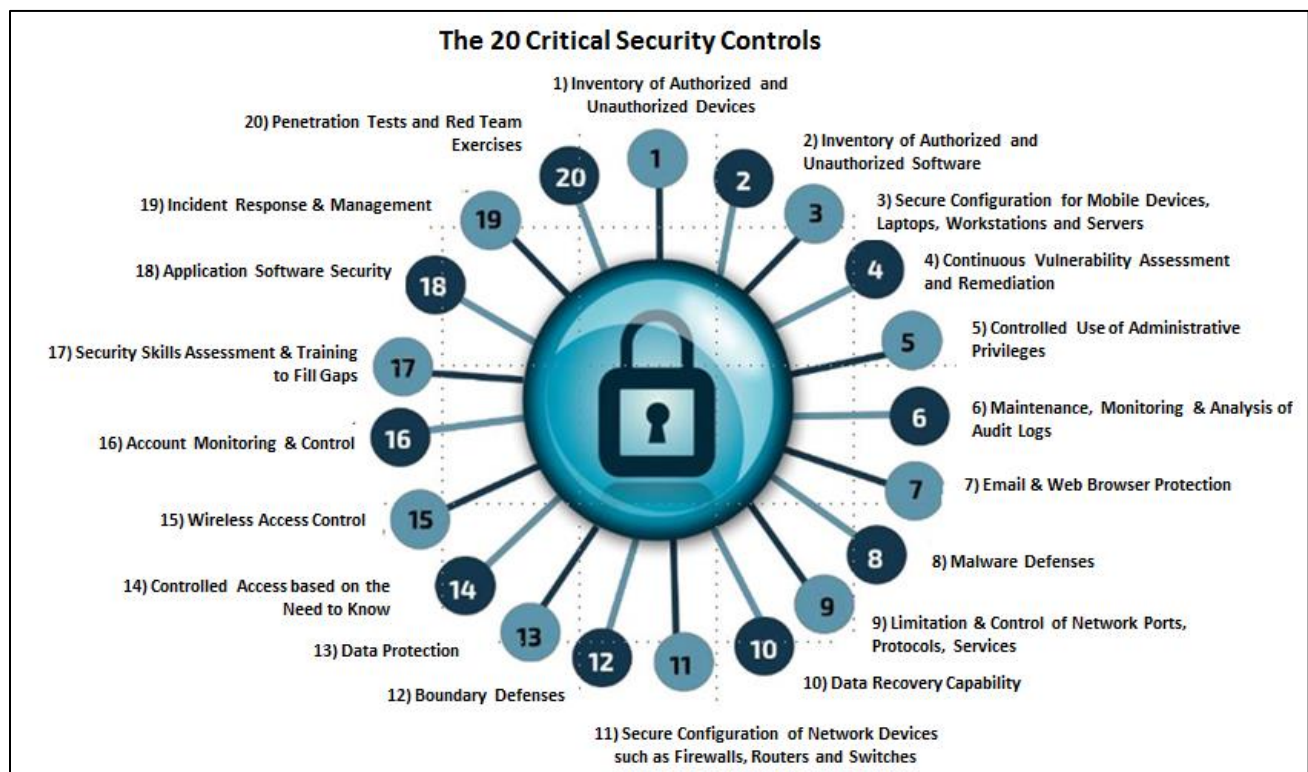 The 20 Critical Security Controls
1) Inventory of Authorized and
Unauthorized Devices
2) Inventory of Authorized and
Unauthorized Software
3) Secure Configuration for Mobile Devices,
Laptops, Workstations and Servers
4) Continuous Vulnerability Assessment
and Remediation
5) Controlled Use of Administrative
Privileges
6) Maintenance, Monitoring & Analysis of
Audit Logs
7) Email & Web Browser Protection
8) Malware Defenses
9) Limitation & Control of Network Ports,
Protocols, Services
10) Data Recovery Capability
11) Secure Configuration of Network Devices
such as Firewalls, Routers and Switches
12) Boundary Defenses
13) Data Protection
14) Controlled Access based on the
Need to Know
15) Wireless Access Control
16) Account Monitoring & Control
17) Security Skills Assessment & Training
to Fill Gaps
18) Application Software Security
19) Incident Response & Management
20) Penetration Tests and Red Team
Exercises
1
2
3
4
5
6
7
8
9
10
11
12
13
14
15
16
17
18
19
20